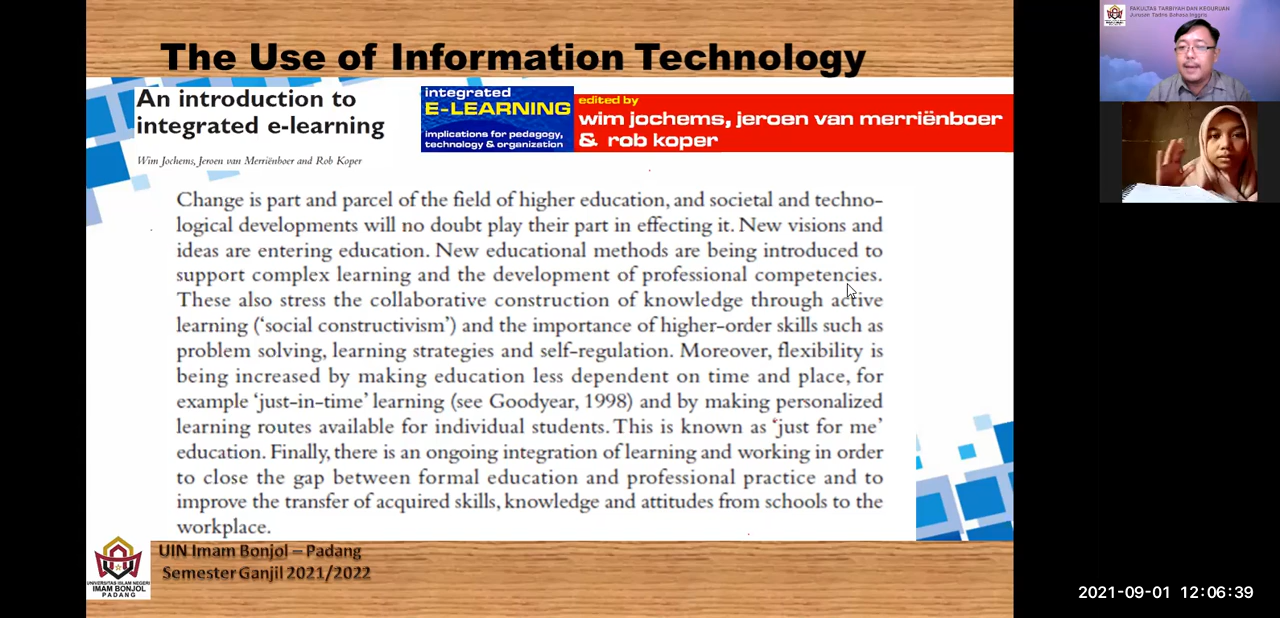 The Use of Information Technology
An introduction to
integrated e-learning
Wim Jochems, Jeroen van Merriënboer and Rob Koper
integrated
E-LEARNING
implications for pedagogy,
technology & organization
edited by
wim jochems, jeroen van merriënboer
& rob koper
Change is part and parcel of the field of higher education, and societal and techno-
logical developments will no doubt play their part in effecting it. New visions and
ideas are entering education. New educational methods are being introduced to
support complex learning and the development of professional competencies.
These also stress the collaborative construction of knowledge through active
learning (‘social constructivism’) and the importance of higher-order skills such as
problem solving, learning strategies and self-regulation. Moreover, flexibility is
being increased by making education less dependent on time and place, for
example ‘just-in-time’ learning (see Goodyear, 1998) and by making personalized
learning routes available for individual students. This is known as ‘just for me’
education. Finally, there is an ongoing integration of learning and working in order
to close the gap between formal education and professional practice and to
improve the transfer of acquired skills, knowledge and attitudes from schools to the
workplace.
UNIVERSITAS ISLAM NEGERI
IMAM BONJOL
PADANG
UIN Imam Bonjol – Padang
Semester Ganjil 2021/2022
FAKULTAS TARBIYAH DAN KEGURUAN
Jurusan Tadris Bahasa Inggris
2021-09-01 12:06:39